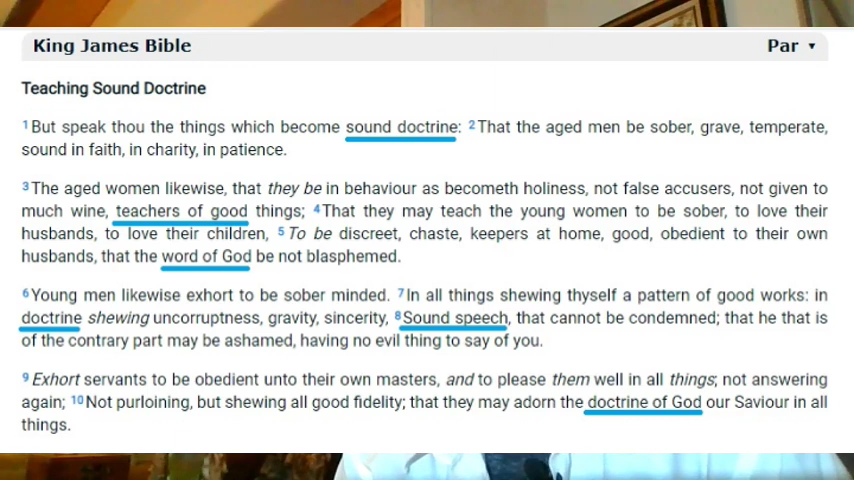 King James Bible
Par ▼
Teaching Sound Doctrine
1 But speak thou the things which become sound doctrine: 2 That the aged men be sober, grave, temperate,
sound in faith, in charity, in patience.
3 The aged women likewise, that they be in behaviour as becometh holiness, not false accusers, not given to
much wine, teachers of good things; 4 That they may teach the young women to be sober, to love their
husbands, to love their children, 5 To be discreet, chaste, keepers at home, good, obedient to their own
husbands, that the word of God be not blasphemed.
6 Young men likewise exhort to be sober minded. 7 In all things shewing thyself a pattern of good works: in
doctrine shewing uncorruptness, gravity, sincerity, 8 Sound speech, that cannot be condemned; that he that is
of the contrary part may be ashamed, having no evil thing to say of you.
9 Exhort servants to be obedient unto their own masters, and to please them well in all things; not answering
again; 10 Not purloining, but shewing all good fidelity; that they may adorn the doctrine of God our Saviour in all
things.